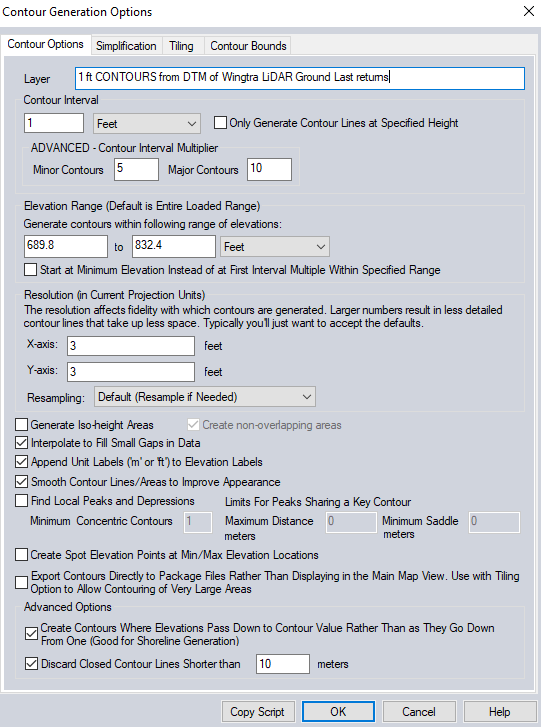 Contour Generation Options
Contour Options Simplification Tiling Contour Bounds
Layer 1 ft CONTOURS from DTM of Wingtra LiDAR Ground Last returns
Contour Interval
1 Feet Only Generate Contour Lines at Specified Height
ADVANCED - Contour Interval Multiplier
Minor Contours 5 Major Contours 10
Elevation Range (Default is Entire Loaded Range)
Generate contours within following range of elevations:
689.8 to 832.4 Feet
Start at Minimum Elevation Instead of at First Interval Multiple Within Specified Range
Resolution (in Current Projection Units)
The resolution affects fidelity with which contours are generated. Larger numbers result in less detailed
contour lines that take up less space. Typically you'll just want to accept the defaults.
X-axis: 3 feet
Y-axis: 3 feet
Resampling: Default (Resample if Needed)
Generate Iso-height Areas Create non-overlapping areas
Interpolate to Fill Small Gaps in Data
Append Unit Labels ('m' or 'ft') to Elevation Labels
Smooth Contour Lines/Areas to Improve Appearance
Find Local Peaks and Depressions Limits For Peaks Sharing a Key Contour
Minimum Concentric Contours 1 Maximum Distance 0 Minimum Saddle 0
meters meters
Create Spot Elevation Points at Min/Max Elevation Locations
Export Contours Directly to Package Files Rather Than Displaying in the Main Map View. Use with Tiling
Option to Allow Contouring of Very Large Areas
Advanced Options
Create Contours Where Elevations Pass Down to Contour Value Rather Than as They Go Down
From One (Good for Shoreline Generation)
Discard Closed Contour Lines Shorter than 10 meters
Copy Script OK Cancel Help